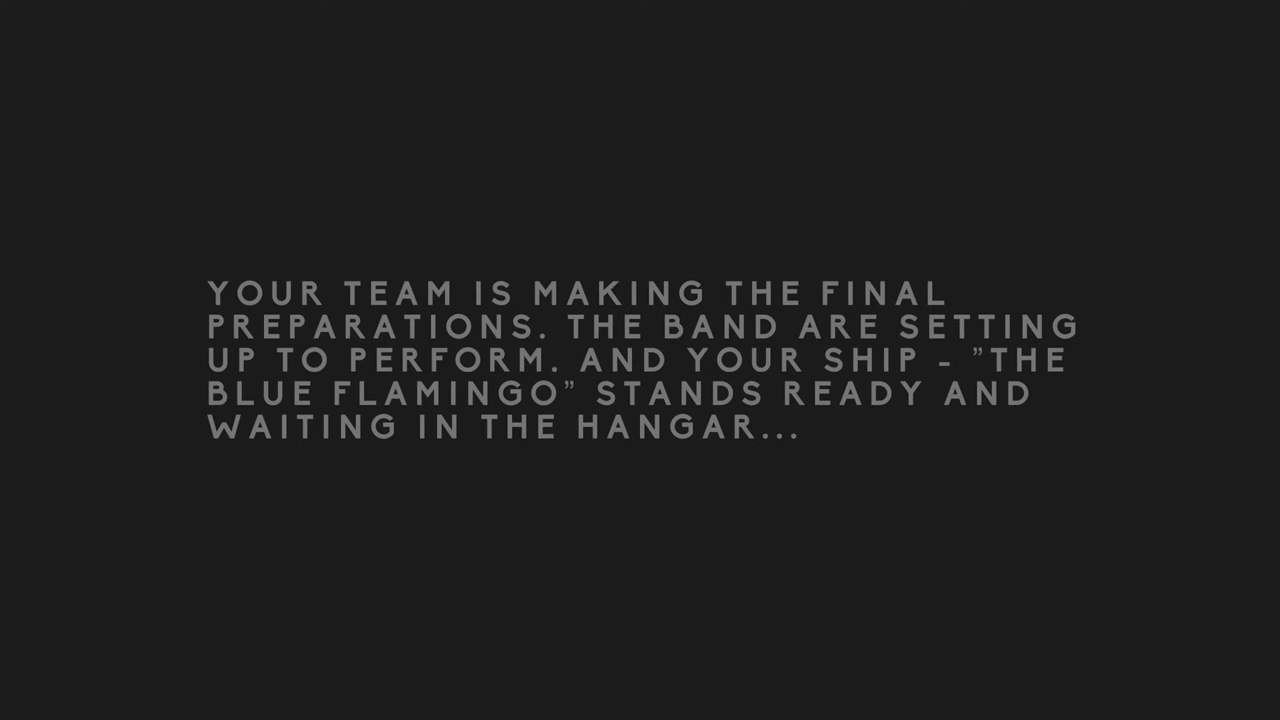 YOUR TEAM IS MAKING THE FINAL
PREPARATIONS. THE BAND ARE SETTING
UP TO PERFORM. AND YOUR SHIP - ”THE
BLUE FLAMINGO” STANDS READY AND
WAITING IN THE HANGAR...